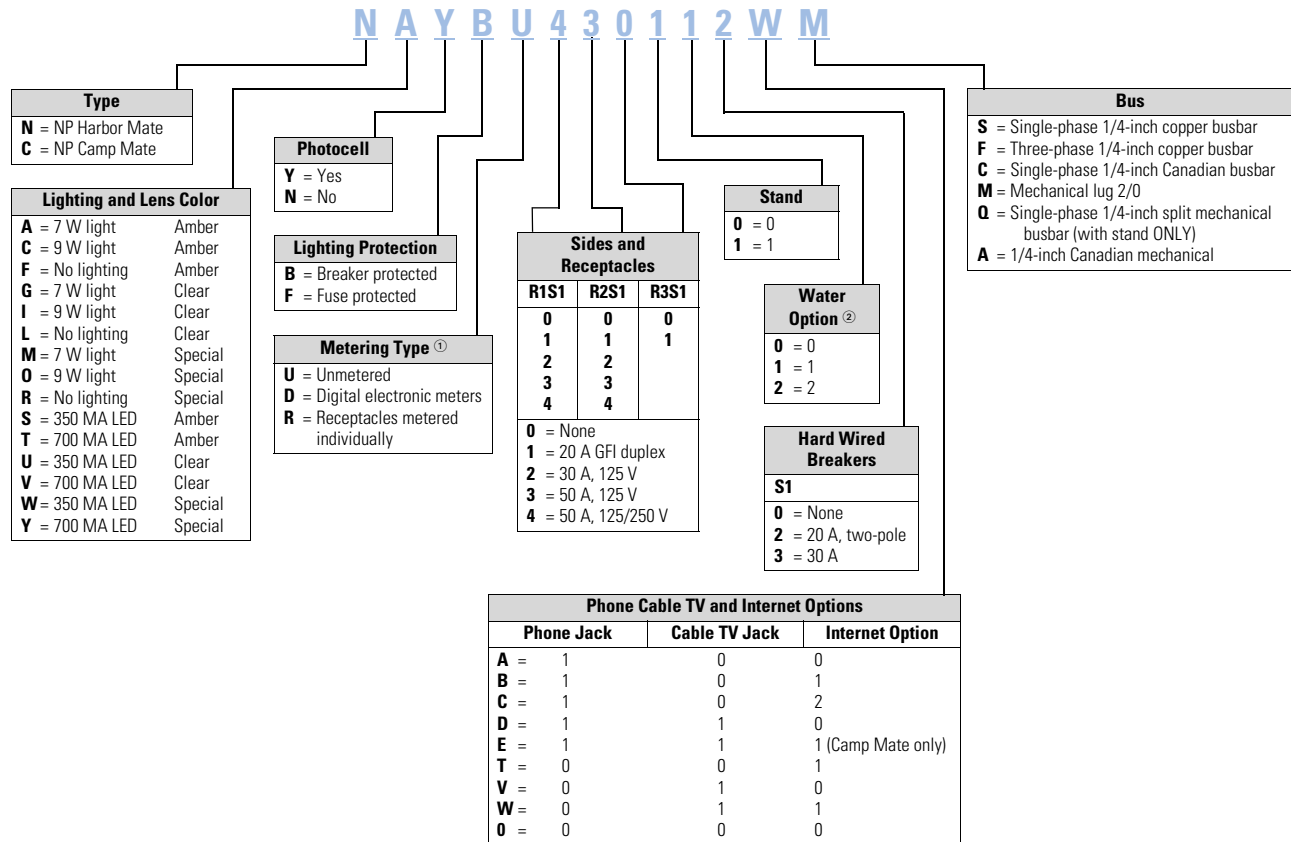 N A Y B U 4 3 0 1 1 2 W M
Type
N = NP Harbor Mate
C = NP Camp Mate
Lighting and Lens Color
A = 7 W light Amber
C = 9 W light Amber
F = No lighting Amber
G = 7 W light Clear
I = 9 W light Clear
L = No lighting Clear
M = 7 W light Special
O = 9 W light Special
R = No lighting Special
S = 350 MA LED Amber
T = 700 MA LED Amber
U = 350 MA LED Clear
V = 700 MA LED Clear
W = 350 MA LED Special
Y = 700 MA LED Special
Photocell
Y = Yes
N = No
Lighting Protection
B = Breaker protected
F = Fuse protected
Metering Type ①
U = Unmetered
D = Digital electronic meters
R = Receptacles metered
individually
Sides and
Receptacles
R1S1 R2S1 R3S1
0 0 0
1 1 1
2 2
3 3
4 4
0 = None
1 = 20 A GFI duplex
2 = 30 A, 125 V
3 = 50 A, 125 V
4 = 50 A, 125/250 V
Stand
0 = 0
1 = 1
Water
Option ②
0 = 0
1 = 1
2 = 2
Hard Wired
Breakers
S1
0 = None
2 = 20 A, two-pole
3 = 30 A
Bus
S = Single-phase 1/4-inch copper busbar
F = Three-phase 1/4-inch copper busbar
C = Single-phase 1/4-inch Canadian busbar
M = Mechanical lug 2/0
Q = Single-phase 1/4-inch split mechanical
busbar (with stand ONLY)
A = 1/4-inch Canadian mechanical
Phone Cable TV and Internet Options
Phone Jack Cable TV Jack Internet Option
A = 1 0 0
B = 1 0 1
C = 1 0 2
D = 1 1 0
E = 1 1 1 (Camp Mate only)
T = 0 0 1
V = 0 1 0
W = 0 1 1
0 = 0 0 0